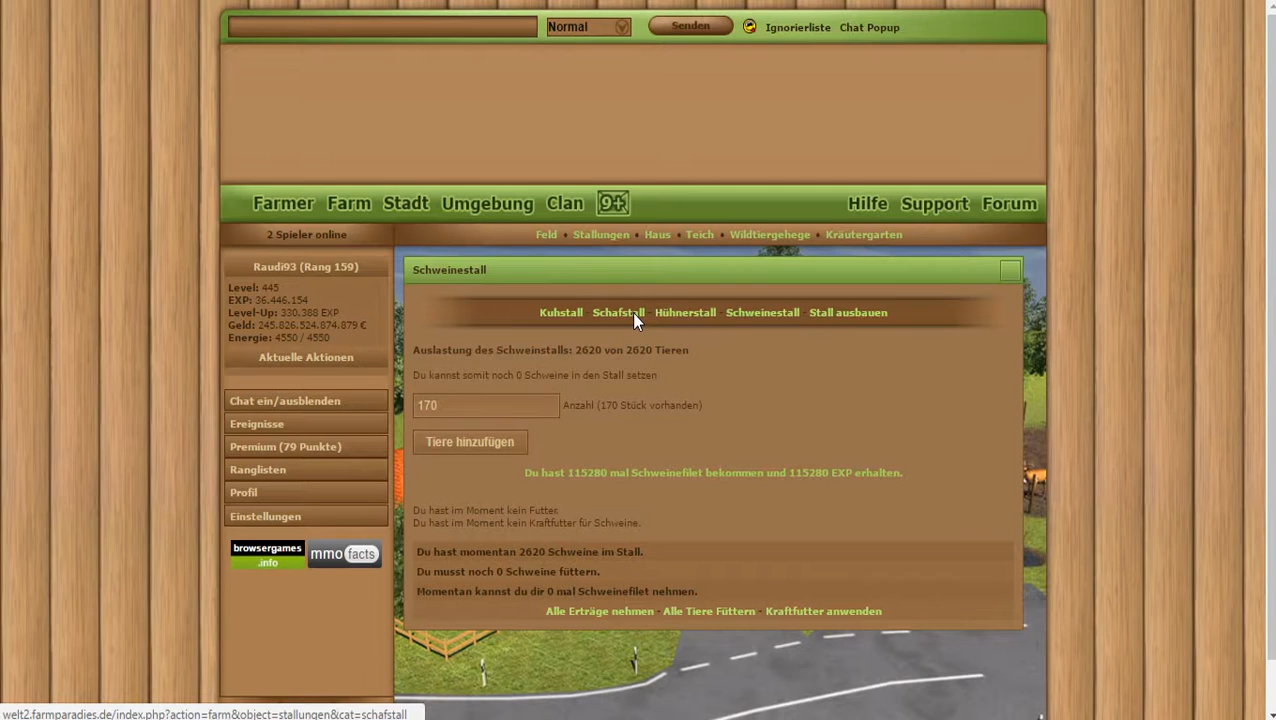 Normal Senden Ignorierliste Chat Popup
Farmer Farm Stadt Umgebung Clan 9+ Hilfe Support Forum
2 Spieler online
Feld • Stallungen • Haus • Teich • Wildtiergehege • Kräutergarten
Raudi93 (Rang 159)
Level: 445
EXP: 36.446.154
Level-Up: 330.388 EXP
Geld: 245.826.524.874.879 €
Energie: 4550 / 4550
Aktuelle Aktionen
Chat ein/ausblenden
Ereignisse
Premium (79 Punkte)
Ranglisten
Profil
Einstellungen
browsergames
.info
mmo facts
Schweinestall
Kuhstall - Schafstall - Hühnerstall - Schweinestall - Stall ausbauen
Auslastung des Schweinstalls: 2620 von 2620 Tieren
Du kannst somit noch 0 Schweine in den Stall setzen
170 Anzahl (170 Stück vorhanden)
Tiere hinzufügen
Du hast 115280 mal Schweinefilet bekommen und 115280 EXP erhalten.
Du hast im Moment kein Futter.
Du hast im Moment kein Kraftfutter für Schweine.
Du hast momentan 2620 Schweine im Stall.
Du musst noch 0 Schweine füttern.
Momentan kannst du dir 0 mal Schweinefilet nehmen.
Alle Erträge nehmen - Alle Tiere Füttern - Kraftfutter anwenden
welt2.farmparadies.de/index.php?action=farm&object=stallungen&cat=schafstall